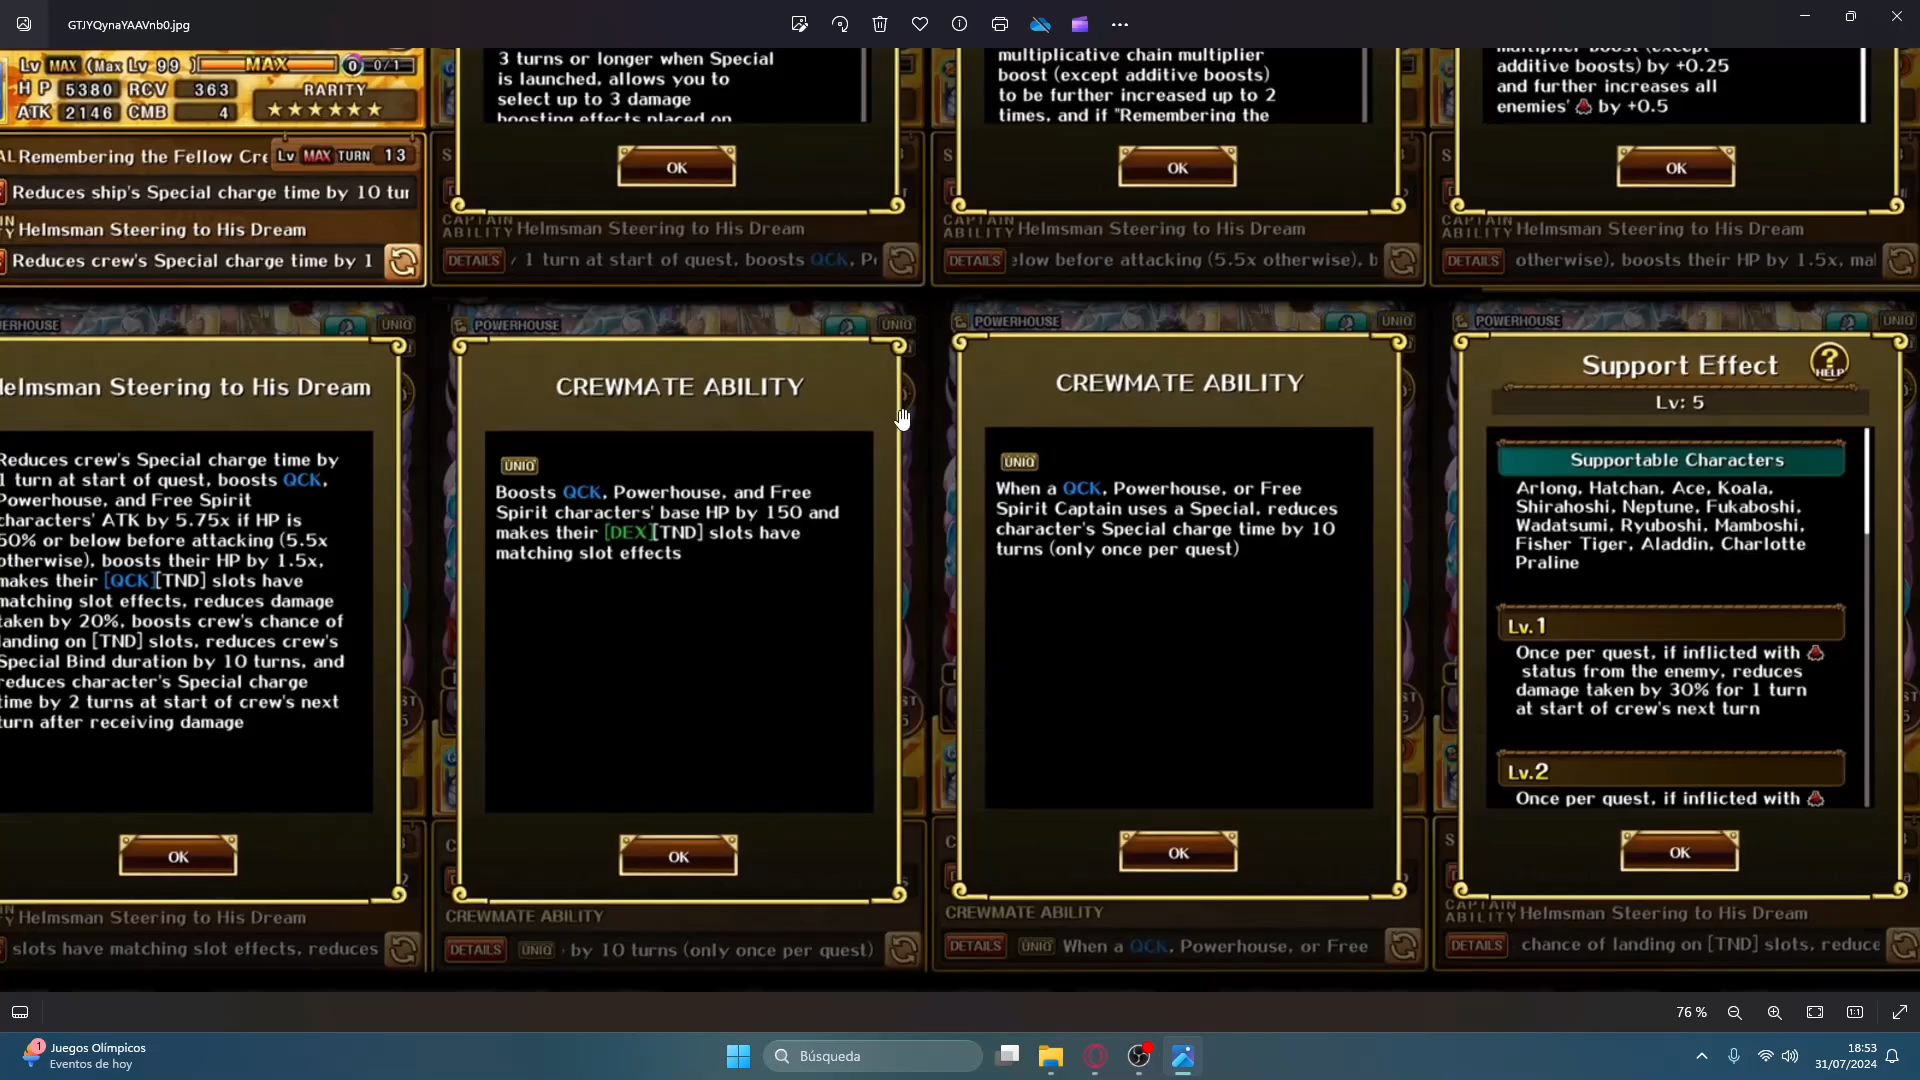 GTJYQynaYAAVnb0.jpg
Lv MAX (Max Lv 99 ) MAX 0/1
HP 5380 RCV 363 RARITY
ATK 2146 CMB 4
AL Remembering the Fellow Cre Lv MAX TURN 13
Reduces ship's Special charge time by 10 tur
Helmsman Steering to His Dream
Reduces crew's Special charge time by 1
3 turns or longer when Special
is launched, allows you to
select up to 3 damage
boosting effects placed on
OK
CAPTAIN
ABILITY Helmsman Steering to His Dream
DETAILS 1 turn at start of quest, boosts QCK, P
multiplicative chain multiplier
boost (except additive boosts)
to be further increased up to 2
times, and if "Remembering the
OK
CAPTAIN
ABILITY Helmsman Steering to His Dream
DETAILS elow before attacking (5.5x otherwise), b
multiplier boost (except
additive boosts) by +0.25
and further increases all
enemies' by +0.5
OK
CAPTAIN
ABILITY Helmsman Steering to His Dream
DETAILS otherwise), boosts their HP by 1.5x, mal
ERHOUSE UNIQ
Helmsman Steering to His Dream
Reduces crew's Special charge time by
1 turn at start of quest, boosts QCK,
Powerhouse, and Free Spirit
characters' ATK by 5.75x if HP is
50% or below before attacking (5.5x
otherwise), boosts their HP by 1.5x,
makes their [QCK][TND] slots have
matching slot effects, reduces damage
taken by 20%, boosts crew's chance of
landing on [TND] slots, reduces crew's
Special Bind duration by 10 turns, and
reduces character's Special charge
time by 2 turns at start of crew's next
turn after receiving damage
OK
Helmsman Steering to His Dream
slots have matching slot effects, reduces
POWERHOUSE UNIQ
CREWMATE ABILITY
UNIQ
Boosts QCK, Powerhouse, and Free
Spirit characters' base HP by 150 and
makes their [DEX][TND] slots have
matching slot effects
OK
CREWMATE ABILITY
DETAILS UNIQ by 10 turns (only once per quest)
POWERHOUSE UNIQ
CREWMATE ABILITY
UNIQ
When a QCK, Powerhouse, or Free
Spirit Captain uses a Special, reduces
character's Special charge time by 10
turns (only once per quest)
OK
CREWMATE ABILITY
DETAILS UNIQ When a QCK, Powerhouse, or Free
POWERHOUSE UNIQ
Support Effect HELP
Lv: 5
Supportable Characters
Arlong, Hatchan, Ace, Koala,
Shirahoshi, Neptune, Fukaboshi,
Wadatsumi, Ryuboshi, Mamboshi,
Fisher Tiger, Aladdin, Charlotte
Praline
Lv.1
Once per quest, if inflicted with
status from the enemy, reduces
damage taken by 30% for 1 turn
at start of crew's next turn
Lv.2
Once per quest, if inflicted with
OK
CAPTAIN
ABILITY Helmsman Steering to His Dream
DETAILS chance of landing on [TND] slots, reduce
76 %
1 Juegos Olímpicos
Eventos de hoy
Búsqueda
18:53
31/07/2024